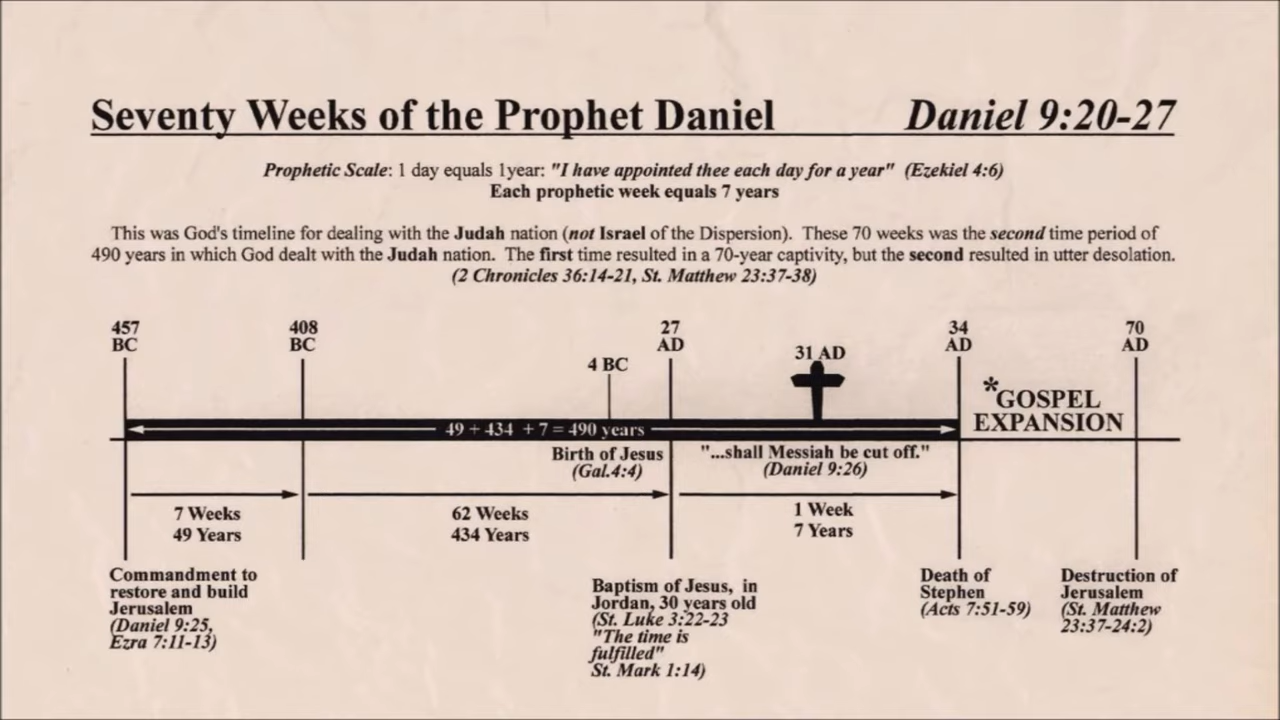 Seventy Weeks of the Prophet Daniel Daniel 9:20-27
Prophetic Scale: 1 day equals 1year: "I have appointed thee each day for a year" (Ezekiel 4:6)
Each prophetic week equals 7 years
This was God's timeline for dealing with the Judah nation (not Israel of the Dispersion). These 70 weeks was the second time period of
490 years in which God dealt with the Judah nation. The first time resulted in a 70-year captivity, but the second resulted in utter desolation.
(2 Chronicles 36:14-21, St. Matthew 23:37-38)
457
BC
408
BC
4 BC
27
AD
31 AD
34
AD
70
AD
*GOSPEL
EXPANSION
49 + 434 + 7 = 490 years
Birth of Jesus
(Gal.4:4)
"...shall Messiah be cut off."
(Daniel 9:26)
7 Weeks
49 Years
62 Weeks
434 Years
1 Week
7 Years
Commandment to
restore and build
Jerusalem
(Daniel 9:25,
Ezra 7:11-13)
Baptism of Jesus, in
Jordan, 30 years old
(St. Luke 3:22-23
"The time is
fulfilled"
St. Mark 1:14)
Death of
Stephen
(Acts 7:51-59)
Destruction of
Jerusalem
(St. Matthew
23:37-24:2)